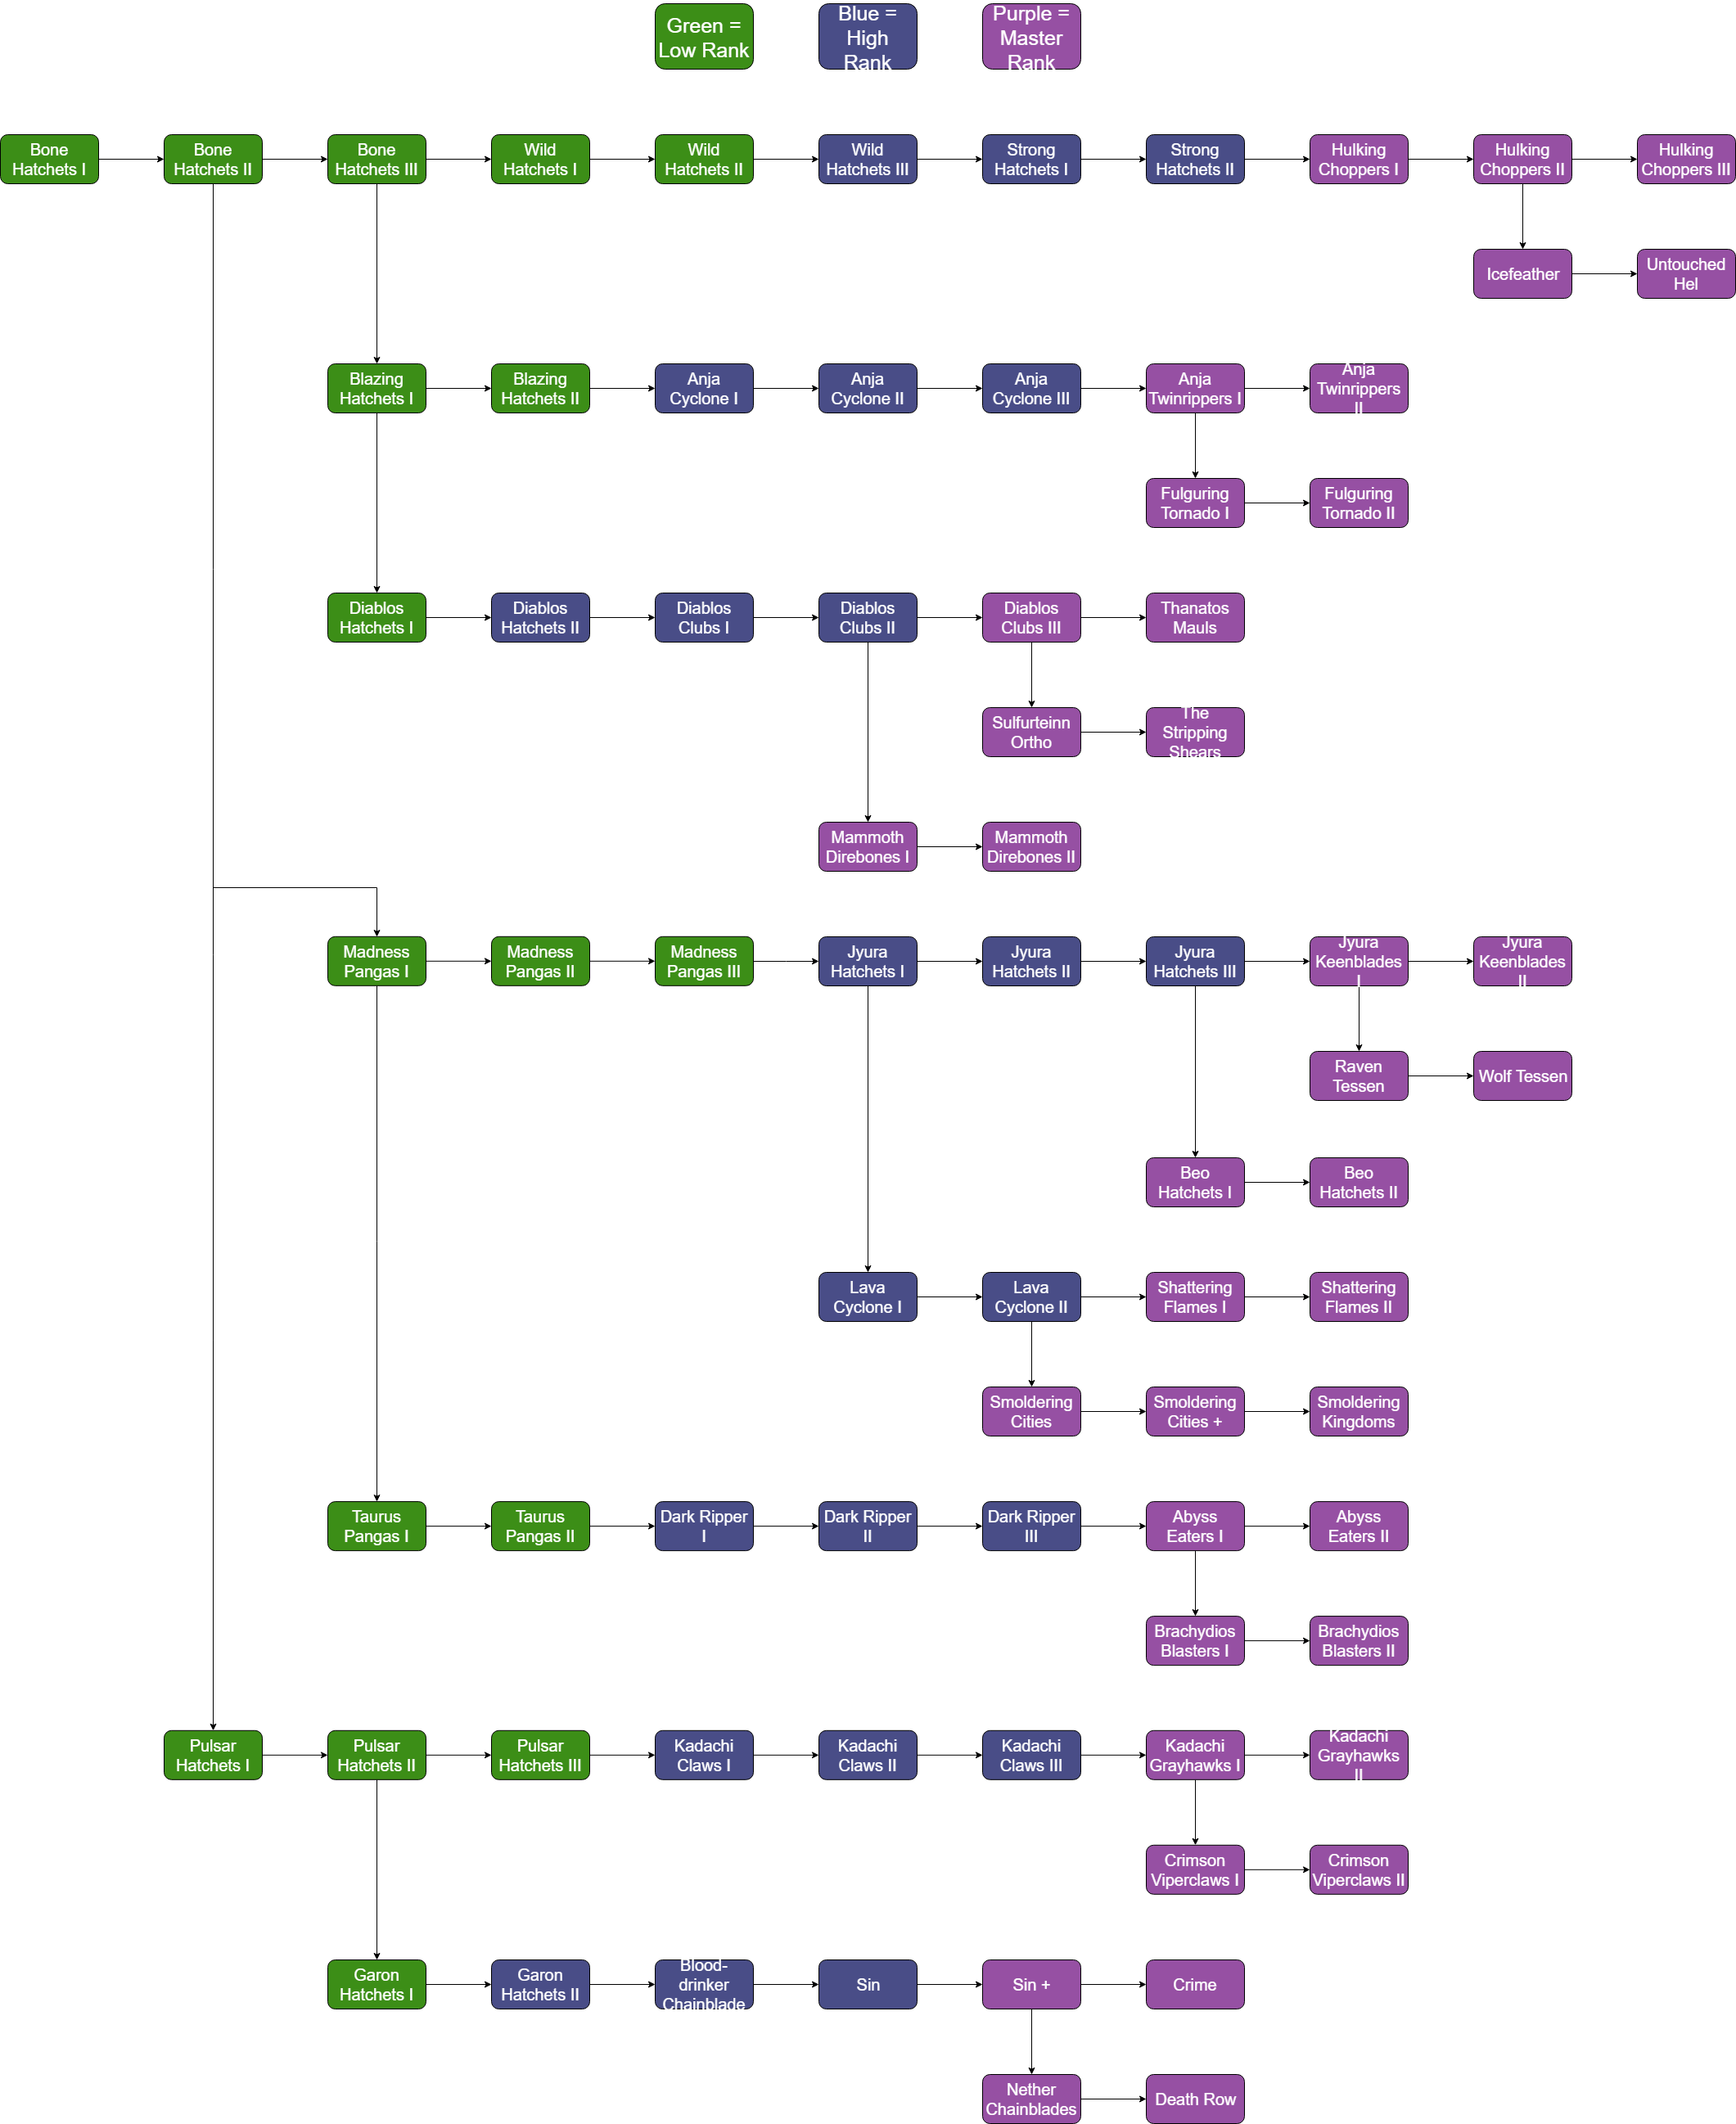 Green =
Low Rank
Blue =
High
Rank
Purple =
Master
Rank
Bone
Hatchets I
Bone
Hatchets II
Bone
Hatchets III
Wild
Hatchets I
Wild
Hatchets II
Wild
Hatchets III
Strong
Hatchets I
Strong
Hatchets II
Hulking
Choppers I
Hulking
Choppers II
Hulking
Choppers III
Icefeather
Untouched
Hel
Blazing
Hatchets I
Blazing
Hatchets II
Anja
Cyclone I
Anja
Cyclone II
Anja
Cyclone III
Anja
Twinrippers I
Anja
Twinrippers
II
Fulguring
Tornado I
Fulguring
Tornado II
Diablos
Hatchets I
Diablos
Hatchets II
Diablos
Clubs I
Diablos
Clubs II
Diablos
Clubs III
Thanatos
Mauls
Sulfurteinn
Ortho
The
Stripping
Shears
Mammoth
Direbones I
Mammoth
Direbones II
Madness
Pangas I
Madness
Pangas II
Madness
Pangas III
Jyura
Hatchets I
Jyura
Hatchets II
Jyura
Hatchets III
Jyura
Keenblades
I
Jyura
Keenblades
II
Raven
Tessen
Wolf Tessen
Beo
Hatchets I
Beo
Hatchets II
Lava
Cyclone I
Lava
Cyclone II
Shattering
Flames I
Shattering
Flames II
Smoldering
Cities
Smoldering
Cities +
Smoldering
Kingdoms
Taurus
Pangas I
Taurus
Pangas II
Dark Ripper
I
Dark Ripper
II
Dark Ripper
III
Abyss
Eaters I
Abyss
Eaters II
Brachydios
Blasters I
Brachydios
Blasters II
Pulsar
Hatchets I
Pulsar
Hatchets II
Pulsar
Hatchets III
Kadachi
Claws I
Kadachi
Claws II
Kadachi
Claws III
Kadachi
Grayhawks I
Kadachi
Grayhawks
II
Crimson
Viperclaws I
Crimson
Viperclaws II
Garon
Hatchets I
Garon
Hatchets II
Blood-
drinker
Chainblade
Sin
Sin +
Crime
Nether
Chainblades
Death Row